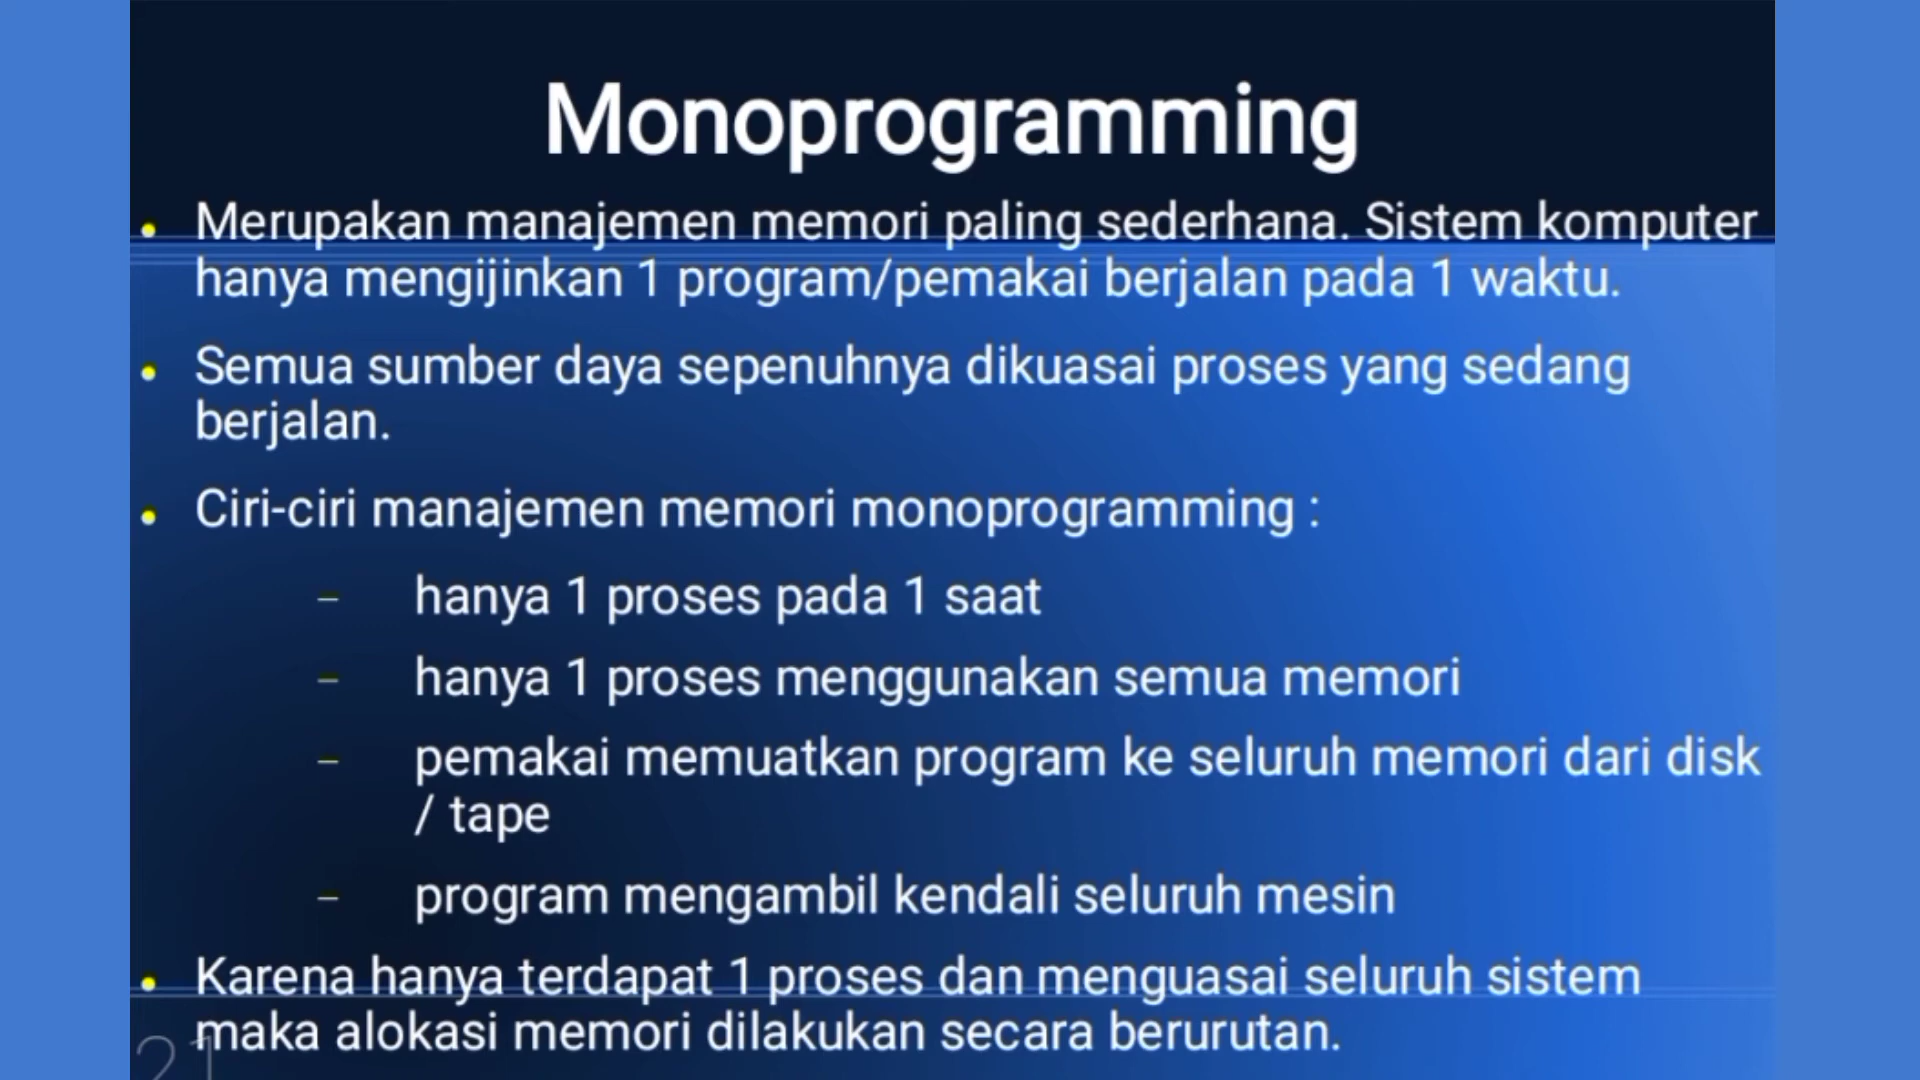 Monoprogramming
• Merupakan manajemen memori paling sederhana. Sistem komputer
hanya mengijinkan 1 program/pemakai berjalan pada 1 waktu.
• Semua sumber daya sepenuhnya dikuasai proses yang sedang
berjalan.
• Ciri-ciri manajemen memori monoprogramming :
– hanya 1 proses pada 1 saat
– hanya 1 proses menggunakan semua memori
– pemakai memuatkan program ke seluruh memori dari disk
/ tape
– program mengambil kendali seluruh mesin
• Karena hanya terdapat 1 proses dan menguasai seluruh sistem
maka alokasi memori dilakukan secara berurutan.
21